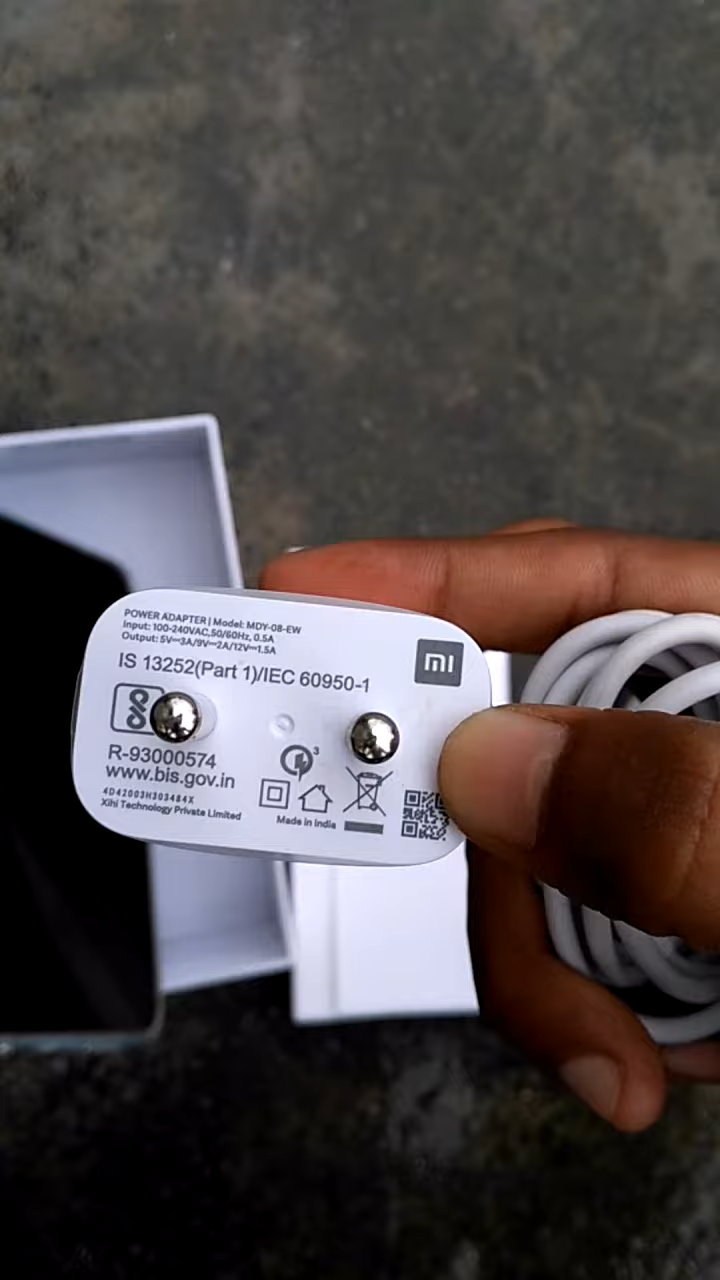 POWER ADAPTER | Model: MDY-08-EW
Input: 100-240VAC,50/60Hz, 0.5A
Output: 5V⎓3A/9V⎓2A/12V⎓1.5A
mi
IS 13252(Part 1)/IEC 60950-1
3
R-93000574
www.bis.gov.in
4D42003H303484X
Xihi Technology Private Limited
Made in India